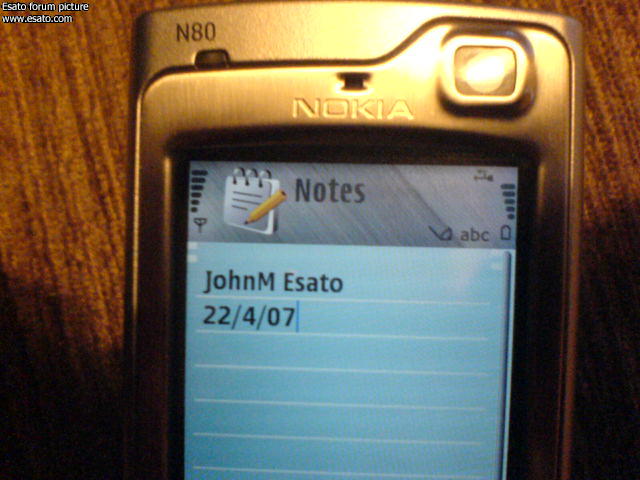 Esato forum picture
www.esato.com
N80
NOKIA
Notes
abc
JohnM Esato
22/4/07